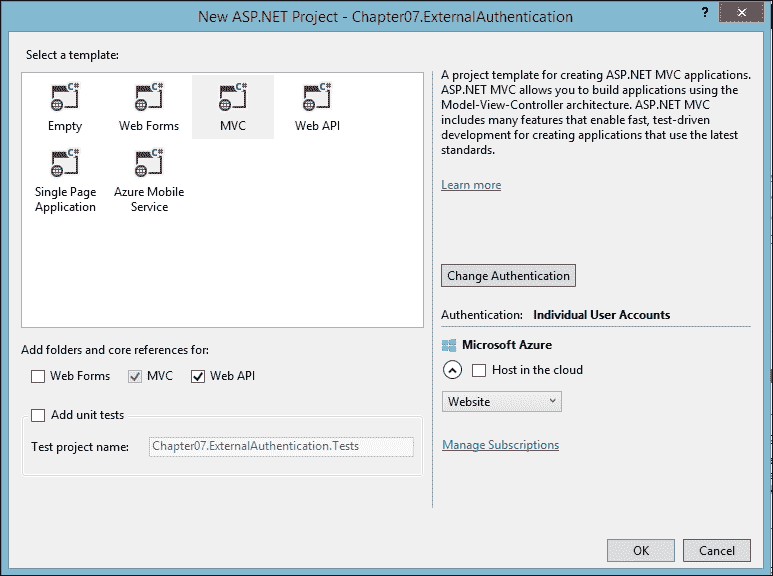 New ASP.NET Project - Chapter07.ExternalAuthentication
?
Select a template:
C# C# C# C#
Empty Web Forms MVC Web API
C# C#
Single Page Azure Mobile
Application Service
A project template for creating ASP.NET MVC applications.
ASP.NET MVC allows you to build applications using the
Model-View-Controller architecture. ASP.NET MVC
includes many features that enable fast, test-driven
development for creating applications that use the latest
standards.
Learn more
Change Authentication
Authentication: Individual User Accounts
Microsoft Azure
Host in the cloud
Website
Manage Subscriptions
Add folders and core references for:
Web Forms MVC Web API
Add unit tests
Test project name: Chapter07.ExternalAuthentication.Tests
OK Cancel